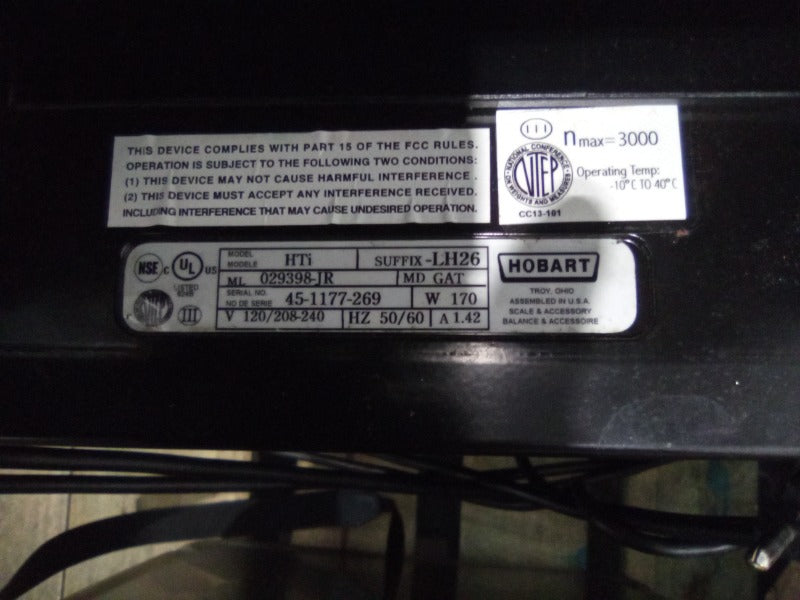 THIS DEVICE COMPLIES WITH PART 15 OF THE FCC RULES.
OPERATION IS SUBJECT TO THE FOLLOWING TWO CONDITIONS:
(1) THIS DEVICE MAY NOT CAUSE HARMFUL INTERFERENCE .
(2) THIS DEVICE MUST ACCEPT ANY INTERFERENCE RECEIVED,
INCLUDING INTERFERENCE THAT MAY CAUSE UNDESIRED OPERATION.
III nmax=3000
NATIONAL CONFERENCE
ON WEIGHTS AND MEASURES
NTEP
CC13-101
Operating Temp:
-10°C TO 40°C
NSF C UL US
LISTED
III
MODEL
MODELE HTi SUFFIX -LH26
ML 029398-JR MD GAT
SERIAL NO.
NO DE SERIE 45-1177-269 W 170
V 120/208-240 HZ 50/60 A 1.42
HOBART
TROY, OHIO
ASSEMBLED IN U.S.A.
SCALE & ACCESSORY
BALANCE & ACCESSOIRE